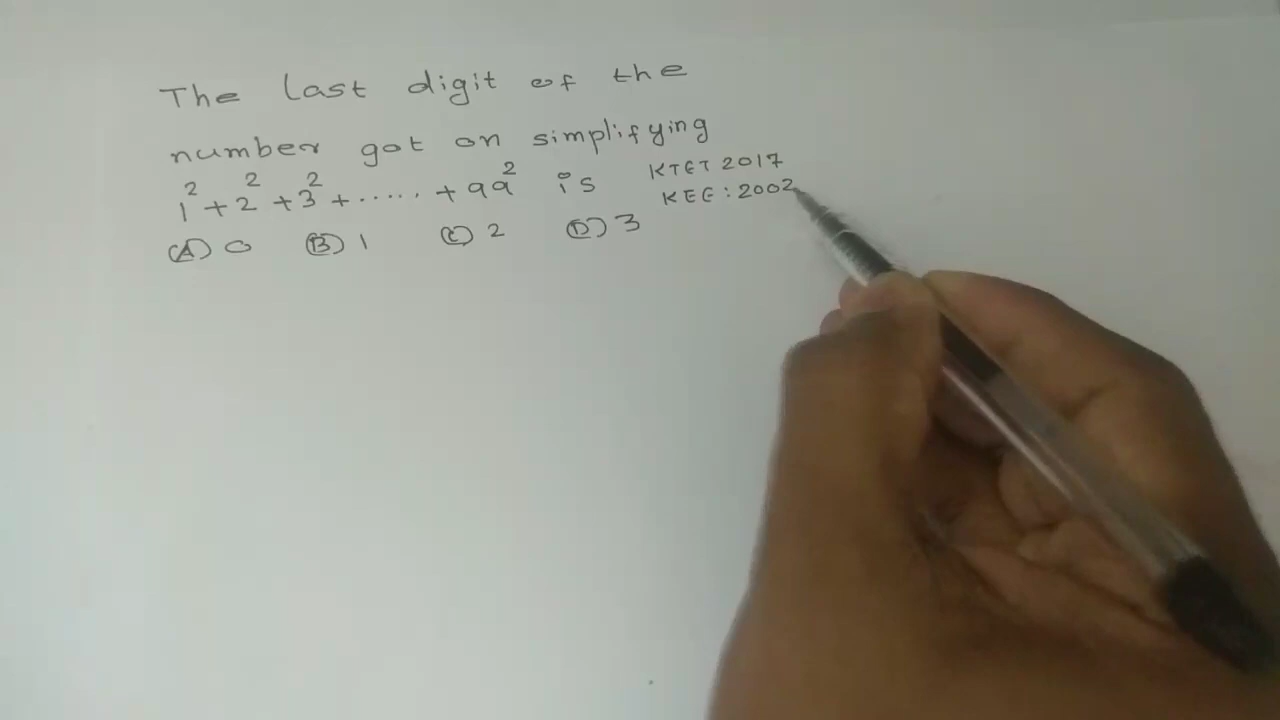 The last digit of the
number got on simplifying
1² + 2² + 3² + ...... + 99² is
KTET 2017
KEE : 2002
(A) 0 (B) 1 (C) 2 (D) 3